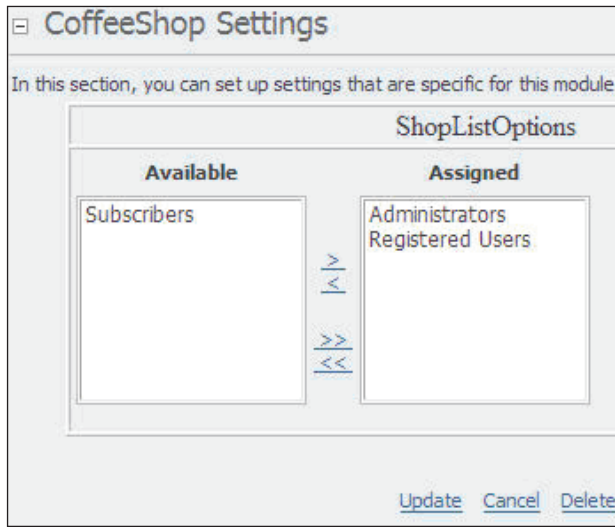 CoffeeShop Settings
In this section, you can set up settings that are specific for this module
ShopListOptions
Available Assigned
Subscribers Administrators
Registered Users
>
<
>>
<<
Update Cancel Delete